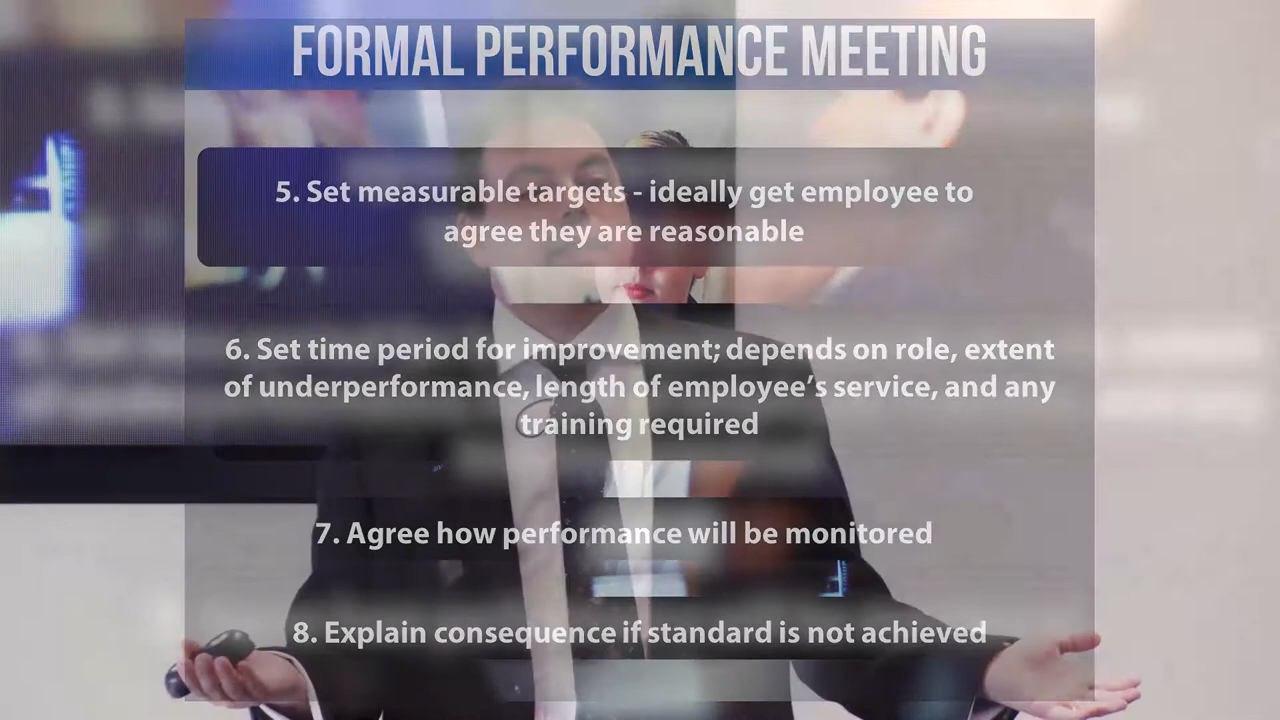 FORMAL PERFORMANCE MEETING
5. Set measurable targets - ideally get employee to
agree they are reasonable
6. Set time period for improvement; depends on role, extent
of underperformance, length of employee’s service, and any
training required
7. Agree how performance will be monitored
8. Explain consequence if standard is not achieved